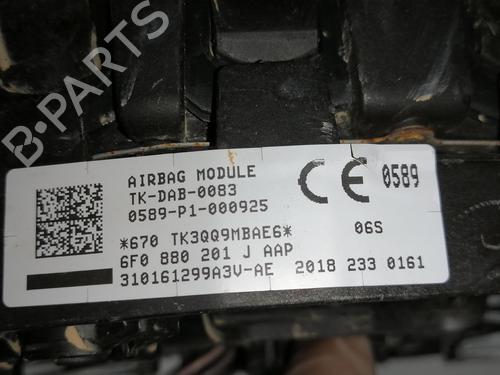 B-PARTS
AIRBAG MODULE
TK-DAB-0083
0589-P1-000925
CE 0589
*670 TK3QQ9MBAE6* 06S
6F0 880 201 J AAP
310161299A3V-AE 2018 233 0161